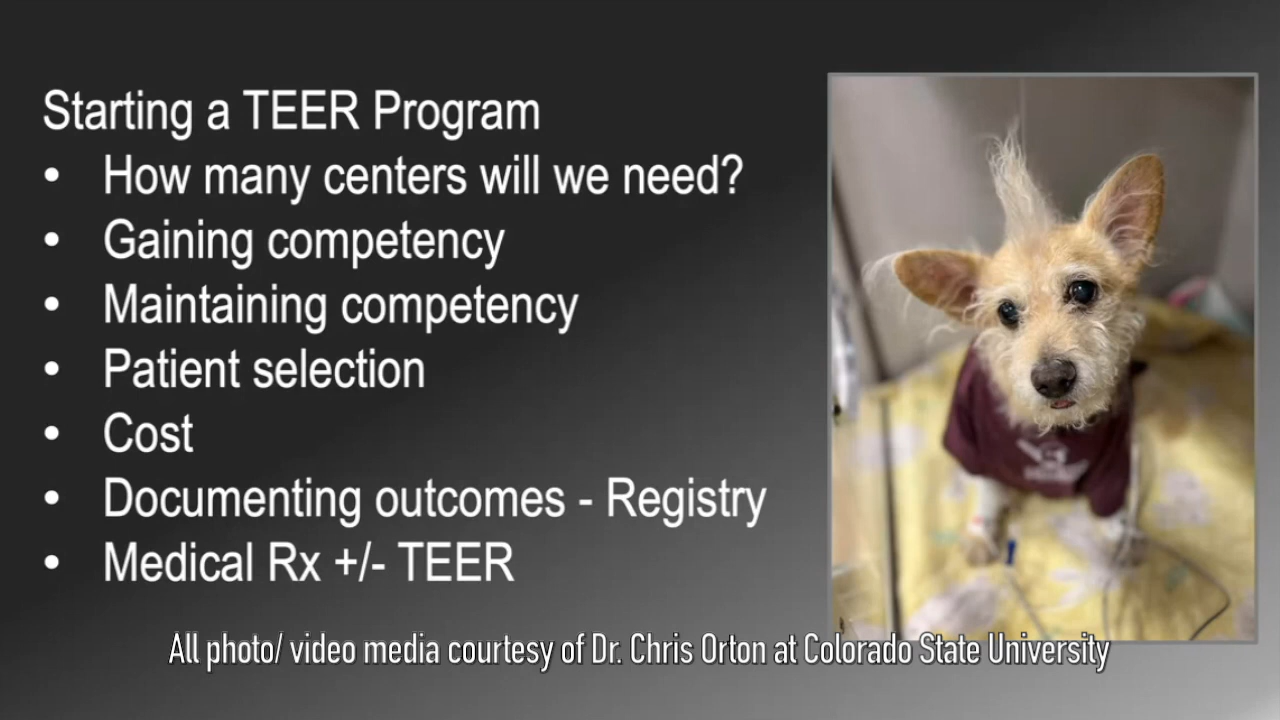 Starting a TEER Program
• How many centers will we need?
• Gaining competency
• Maintaining competency
• Patient selection
• Cost
• Documenting outcomes - Registry
• Medical Rx +/- TEER
All photo/ video media courtesy of Dr. Chris Orton at Colorado State University